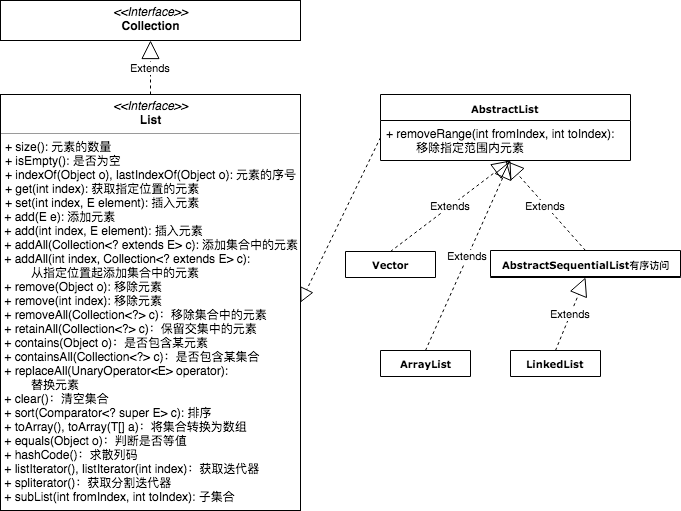 <<Interface>>
Collection
Extends
<<Interface>>
List
+ size(): 元素的数量
+ isEmpty(): 是否为空
+ indexOf(Object o), lastIndexOf(Object o): 元素的序号
+ get(int index): 获取指定位置的元素
+ set(int index, E element): 插入元素
+ add(E e): 添加元素
+ add(int index, E element): 插入元素
+ addAll(Collection<? extends E> c): 添加集合中的元素
+ addAll(int index, Collection<? extends E> c):
从指定位置起添加集合中的元素
+ remove(Object o): 移除元素
+ remove(int index): 移除元素
+ removeAll(Collection<?> c)：移除集合中的元素
+ retainAll(Collection<?> c)：保留交集中的元素
+ contains(Object o)：是否包含某元素
+ containsAll(Collection<?> c)：是否包含某集合
+ replaceAll(UnaryOperator<E> operator):
替换元素
+ clear()：清空集合
+ sort(Comparator<? super E> c): 排序
+ toArray(), toArray(T[] a)：将集合转换为数组
+ equals(Object o)：判断是否等值
+ hashCode()：求散列码
+ listIterator(), listIterator(int index)：获取迭代器
+ spliterator()：获取分割迭代器
+ subList(int fromIndex, int toIndex): 子集合
AbstractList
+ removeRange(int fromIndex, int toIndex):
移除指定范围内元素
Extends
Extends
Extends
Vector
AbstractSequentialList有序访问
Extends
ArrayList
LinkedList